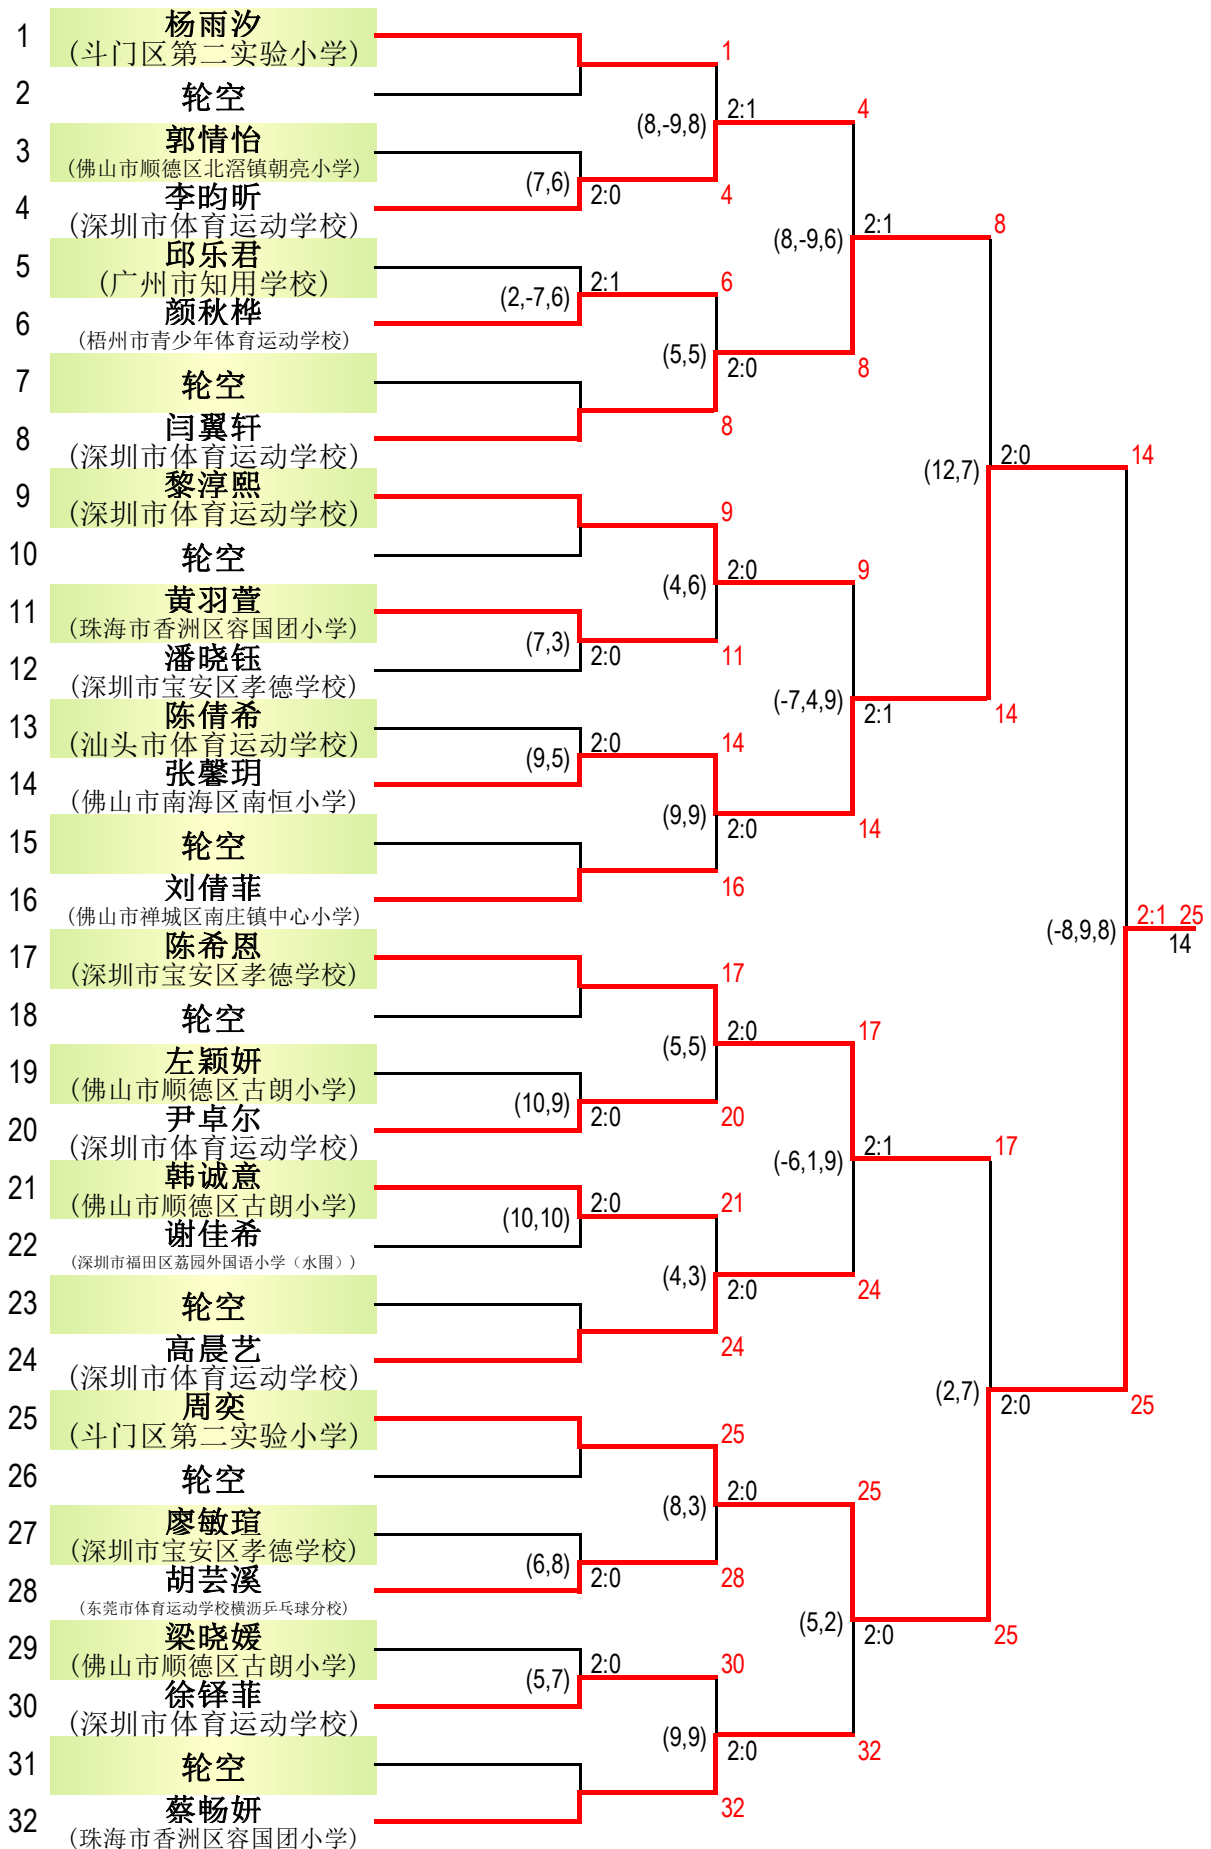 1
杨雨汐
(斗门区第二实验小学)
2
轮空
3
郭情怡
(佛山市顺德区北滘镇朝亮小学)
4
李昀昕
(深圳市体育运动学校)
5
邱乐君
(广州市知用学校)
6
颜秋桦
(梧州市青少年体育运动学校)
7
轮空
8
闫翼轩
(深圳市体育运动学校)
9
黎淳熙
(深圳市体育运动学校)
10
轮空
11
黄羽萱
(珠海市香洲区容国团小学)
12
潘晓钰
(深圳市宝安区孝德学校)
13
陈倩希
(汕头市体育运动学校)
14
张馨玥
(佛山市南海区南恒小学)
15
轮空
16
刘倩菲
(佛山市禅城区南庄镇中心小学)
17
陈希恩
(深圳市宝安区孝德学校)
18
轮空
19
左颖妍
(佛山市顺德区古朗小学)
20
尹卓尔
(深圳市体育运动学校)
21
韩诚意
(佛山市顺德区古朗小学)
22
谢佳希
(深圳市福田区荔园外国语小学（水围）)
23
轮空
24
高晨艺
(深圳市体育运动学校)
25
周奕
(斗门区第二实验小学)
26
轮空
27
廖敏瑄
(深圳市宝安区孝德学校)
28
胡芸溪
(东莞市体育运动学校横沥乒乓球分校)
29
梁晓媛
(佛山市顺德区古朗小学)
30
徐铎菲
(深圳市体育运动学校)
31
轮空
32
蔡畅妍
(珠海市香洲区容国团小学)
(7,6)
2:0
(2,-7,6)
2:1
(7,3)
2:0
(9,5)
2:0
(10,9)
2:0
(10,10)
2:0
(6,8)
2:0
(5,7)
2:0
1
(8,-9,8)
2:1
4
6
(5,5)
2:0
8
9
(4,6)
2:0
11
14
(9,9)
2:0
16
17
(5,5)
2:0
20
21
(4,3)
2:0
24
25
(8,3)
2:0
28
30
(9,9)
2:0
32
4
(8,-9,6)
2:1
8
9
(-7,4,9)
2:1
14
17
(-6,1,9)
2:1
24
25
(5,2)
2:0
32
8
(12,7)
2:0
14
17
(2,7)
2:0
25
14
(-8,9,8)
2:1 25
14
25